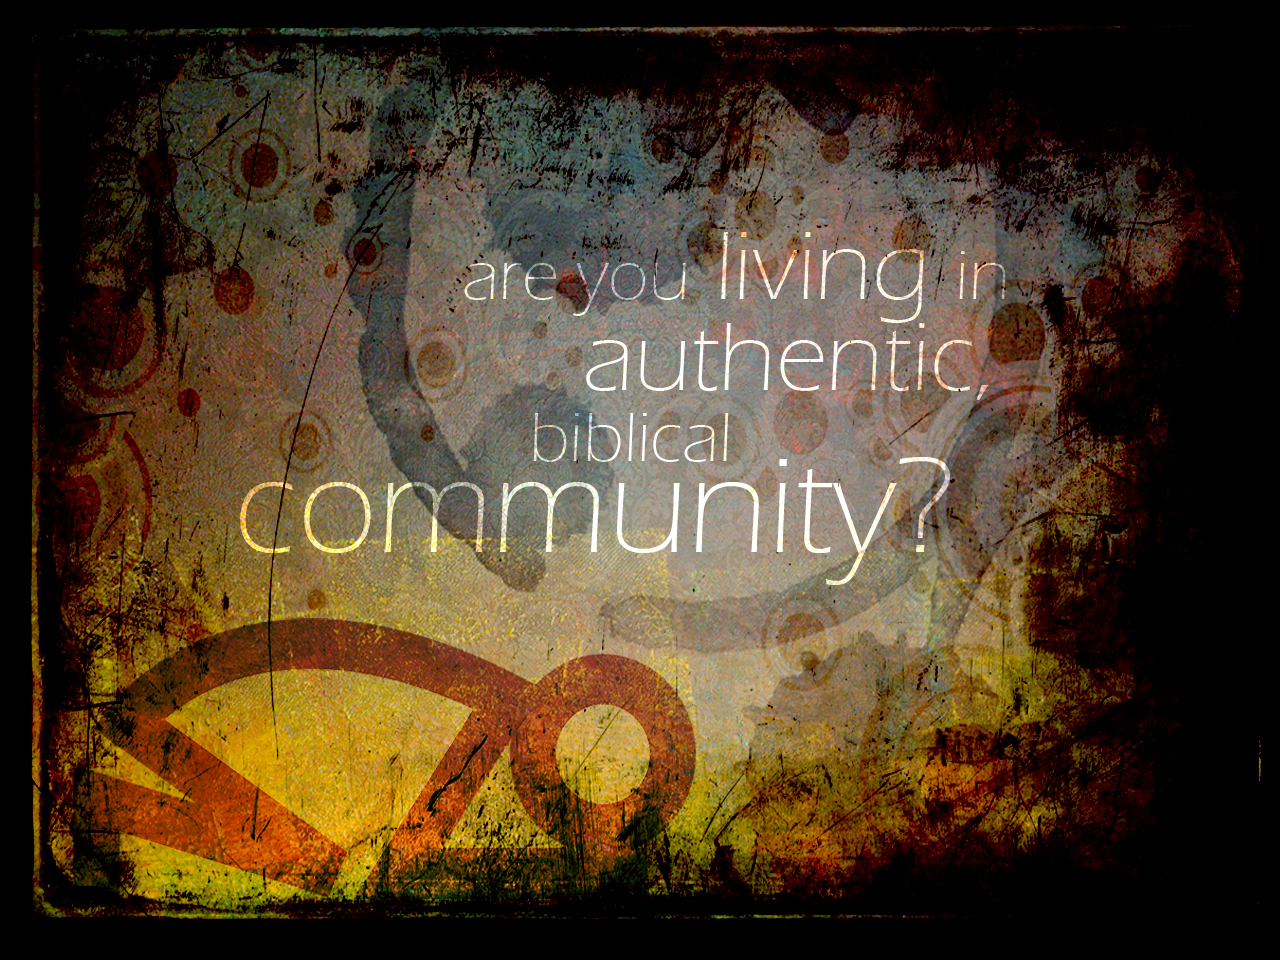 are you living in
authentic,
biblical
community?